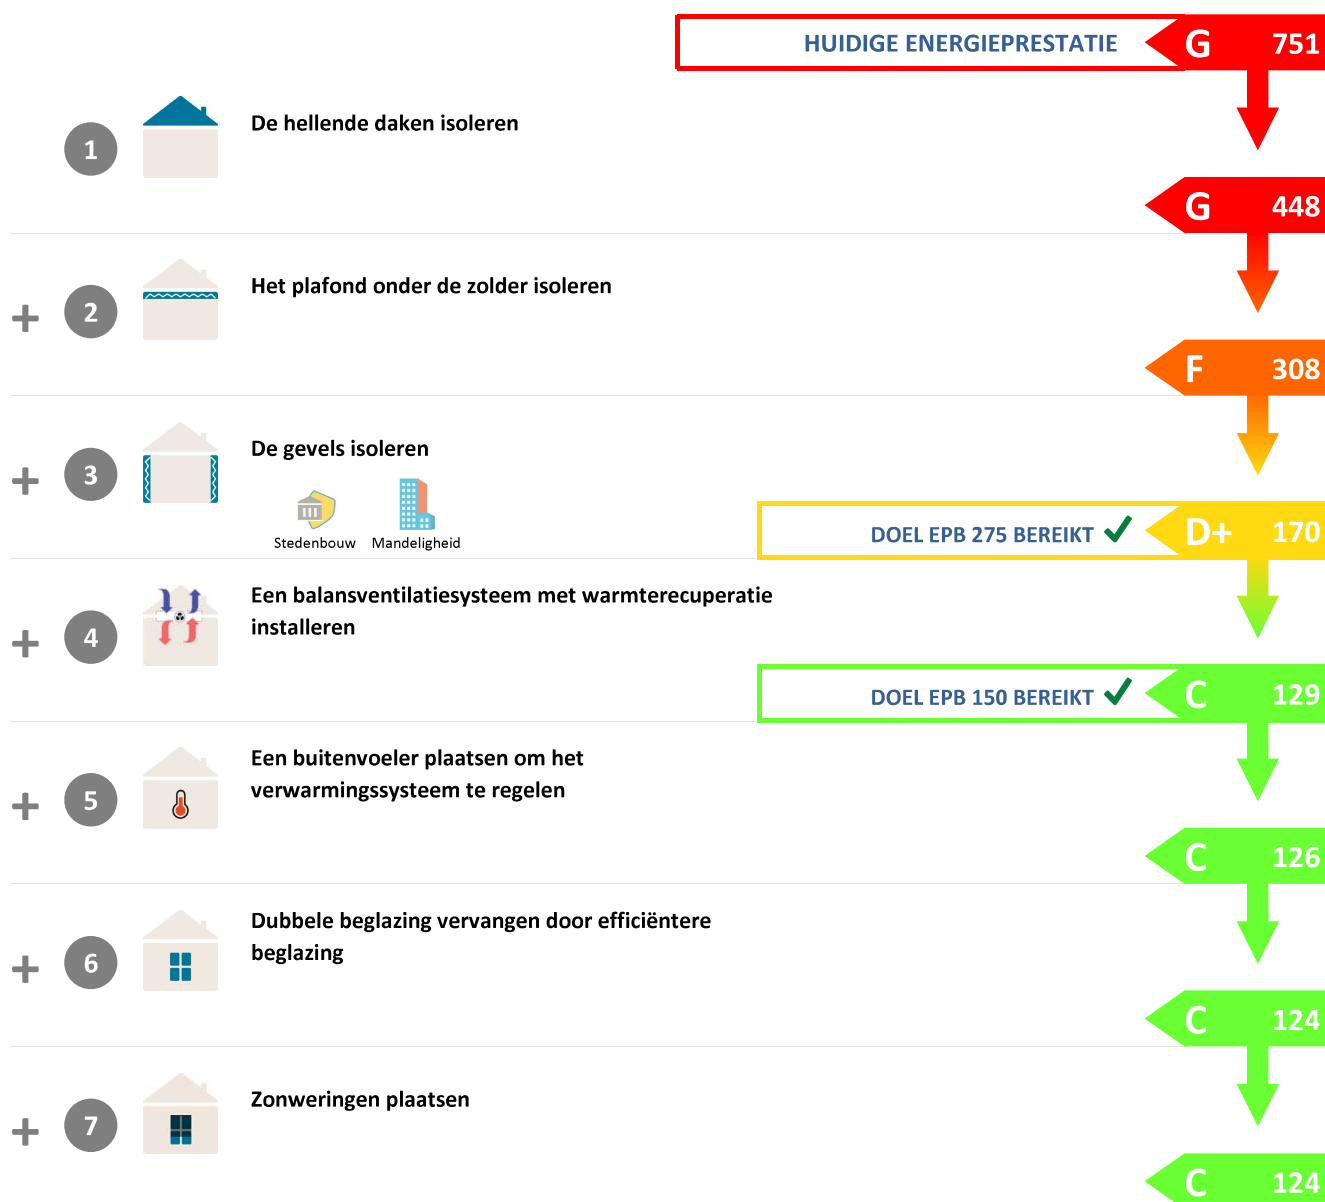 HUIDIGE ENERGIEPRESTATIE G 751
1 De hellende daken isoleren
G 448
+ 2 Het plafond onder de zolder isoleren
F 308
+ 3 De gevels isoleren
Stedenbouw Mandeligheid
DOEL EPB 275 BEREIKT ✓ D+ 170
+ 4 Een balansventilatiesysteem met warmterecuperatie
installeren
DOEL EPB 150 BEREIKT ✓ C 129
+ 5 Een buitenvoeler plaatsen om het
verwarmingssysteem te regelen
C 126
+ 6 Dubbele beglazing vervangen door efficiëntere
beglazing
C 124
+ 7 Zonweringen plaatsen
C 124